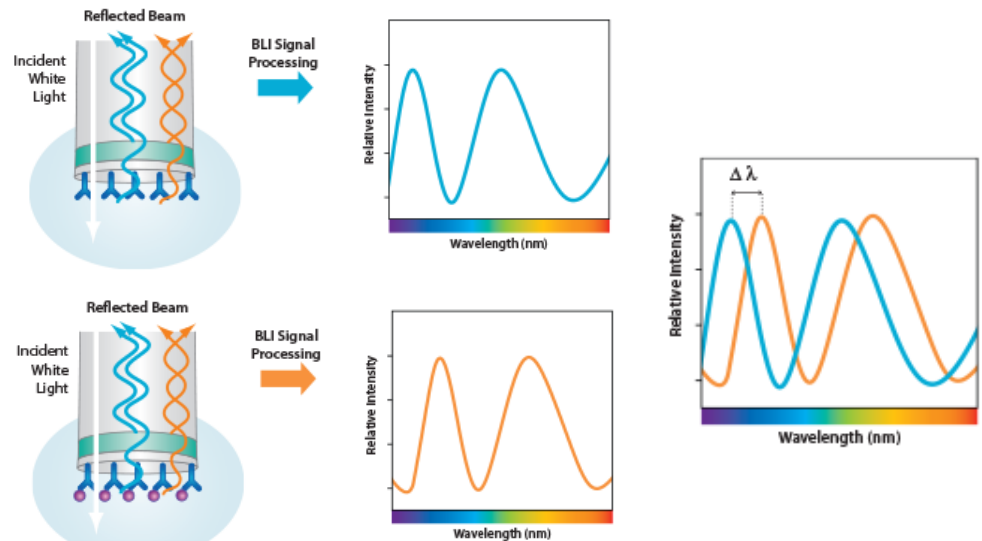 Reflected Beam
Incident
White
Light
BLI Signal
Processing
Relative Intensity
Wavelength (nm)
Reflected Beam
Incident
White
Light
BLI Signal
Processing
Relative Intensity
Wavelength (nm)
Δ λ
Relative Intensity
Wavelength (nm)